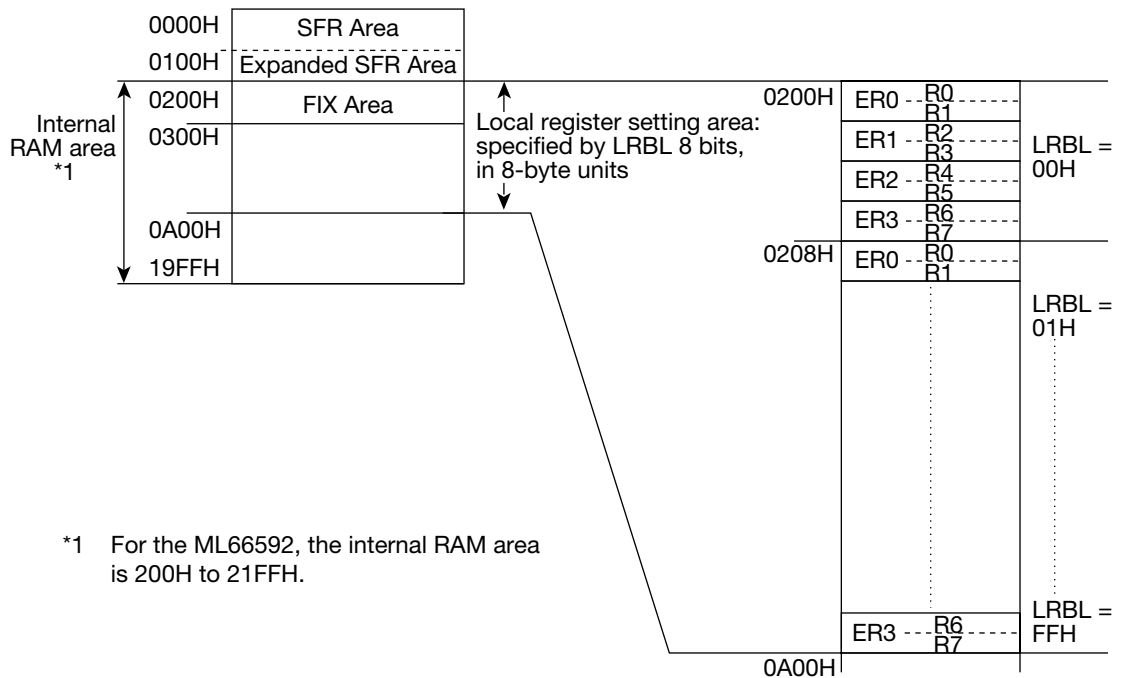 0000H
SFR Area
0100H
Expanded SFR Area
0200H
FIX Area
0300H
Internal
RAM area
*1
0A00H
19FFH
Local register setting area:
specified by LRBL 8 bits,
in 8-byte units
0200H
ER0
R0
R1
ER1
R2
R3
ER2
R4
R5
ER3
R6
R7
LRBL =
00H
0208H
ER0
R0
R1
LRBL =
01H
ER3
R6
R7
LRBL =
FFH
0A00H
*1 For the ML66592, the internal RAM area
is 200H to 21FFH.